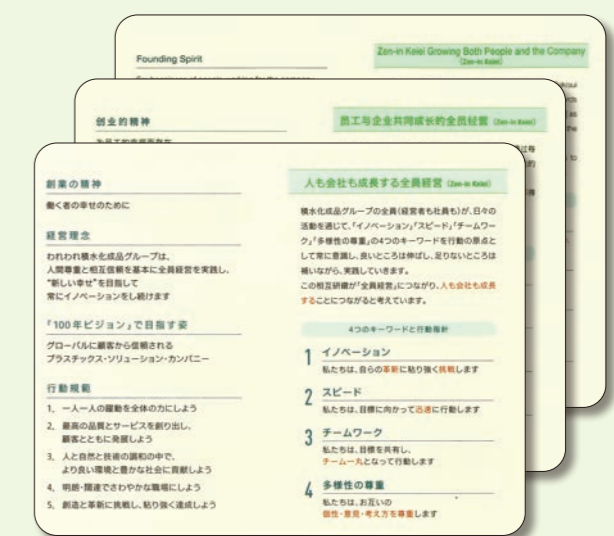 Founding Spirit
Zen-in Keiei Growing Both People and the Company
(Zen-in Keiei)
创业的精神
员工与企业共同成长的全员经营 (Zen-in Keiei)
創業の精神
働く者の幸せのために
経営理念
われわれ積水化成品グループは、
人間尊重と相互信頼を基本に全員経営を実践し、
“新しい幸せ”を目指して
常にイノベーションをし続けます
「100年ビジョン」で目指す姿
グローバルに顧客から信頼される
プラスチックス・ソリューション・カンパニー
行動規範
1. 一人一人の躍動を全体の力にしよう
2. 最高の品質とサービスを創り出し、
顧客とともに発展しよう
3. 人と自然と技術の調和の中で、
より良い環境と豊かな社会に貢献しよう
4. 明朗・闊達でさわやかな職場にしよう
5. 創造と革新に挑戦し、粘り強く達成しよう
人も会社も成長する全員経営 (Zen-in Keiei)
積水化成品グループの全員(経営者も社員も)が、日々の
活動を通じて、「イノベーション」「スピード」「チームワー
ク」「多様性の尊重」の4つのキーワードを行動の原点と
して常に意識し、良いところは伸ばし、足りないところは
補いながら、実践していきます。
この相互研鑽が「全員経営」につながり、人も会社も成長
することにつながると考えています。
4つのキーワードと行動指針
1 イノベーション
私たちは、自らの革新に粘り強く挑戦します
2 スピード
私たちは、目標に向かって迅速に行動します
3 チームワーク
私たちは、目標を共有し、
チーム一丸となって行動します
4 多様性の尊重
私たちは、お互いの
個性・意見・考え方を尊重します